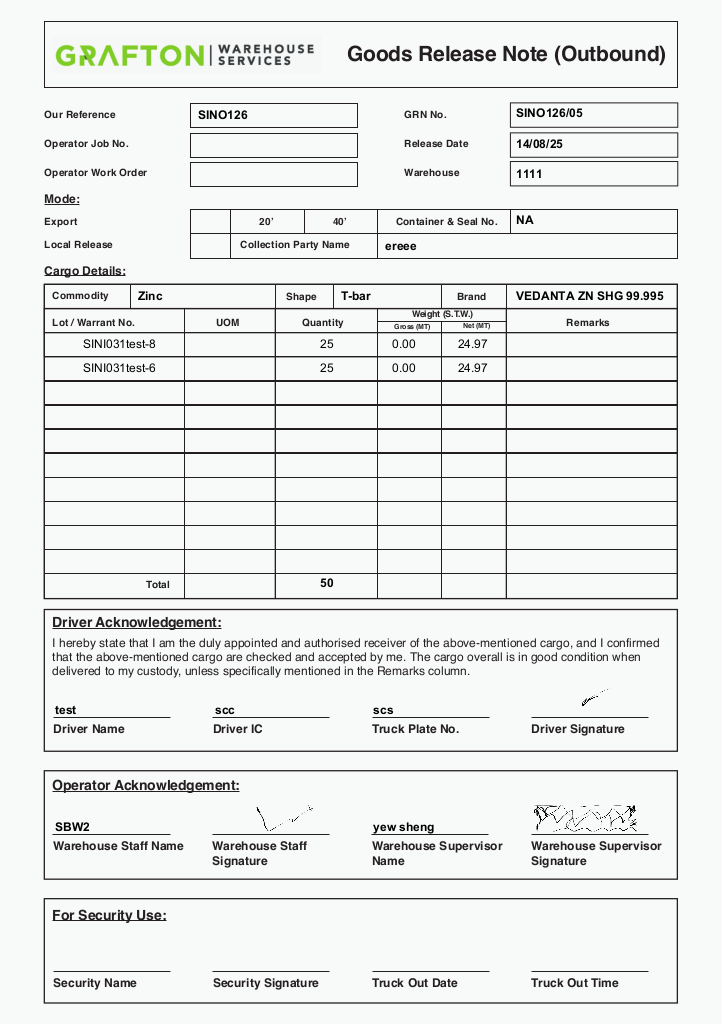 GRAFTON | WAREHOUSE SERVICES
Goods Release Note (Outbound)
Our Reference SINO126 GRN No. SINO126/05
Operator Job No. Release Date 14/08/25
Operator Work Order Warehouse 1111
Mode:
Export 20' 40' Container & Seal No. NA
Local Release Collection Party Name ereee
Cargo Details:
Commodity Zinc Shape T-bar Brand VEDANTA ZN SHG 99.995
Lot / Warrant No. UOM Quantity Weight (S.T.W.) Remarks
Gross (MT) Net (MT)
SINI031test-8 25 0.00 24.97
SINI031test-6 25 0.00 24.97
Total 50
Driver Acknowledgement:
I hereby state that I am the duly appointed and authorised receiver of the above-mentioned cargo, and I confirmed
that the above-mentioned cargo are checked and accepted by me. The cargo overall is in good condition when
delivered to my custody, unless specifically mentioned in the Remarks column.
test scc scs
Driver Name Driver IC Truck Plate No. Driver Signature
Operator Acknowledgement:
SBW2 yew sheng
Warehouse Staff Name Warehouse Staff Signature Warehouse Supervisor Name Warehouse Supervisor Signature
For Security Use:
Security Name Security Signature Truck Out Date Truck Out Time